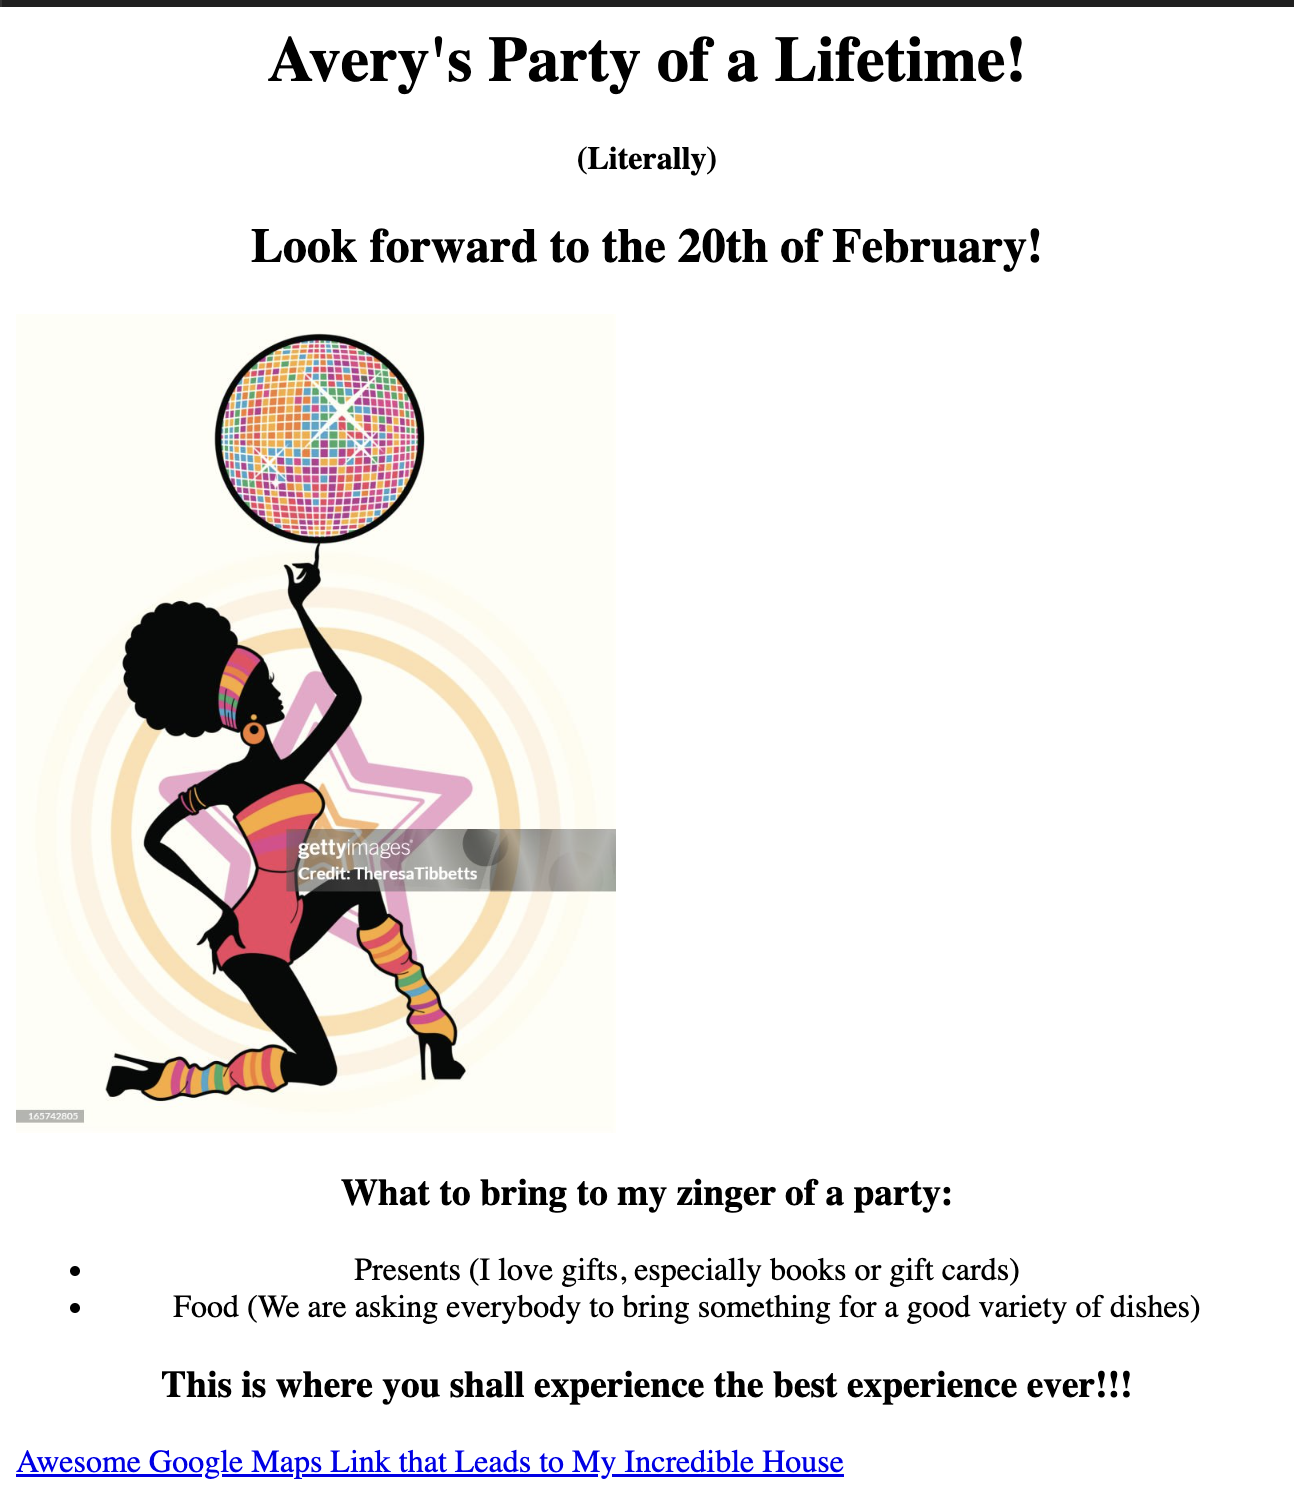 Avery's Party of a Lifetime!
(Literally)
Look forward to the 20th of February!
gettyimages®
Credit: TheresaTibbetts
165742805
What to bring to my zinger of a party:
• Presents (I love gifts, especially books or gift cards)
• Food (We are asking everybody to bring something for a good variety of dishes)
This is where you shall experience the best experience ever!!!
Awesome Google Maps Link that Leads to My Incredible House